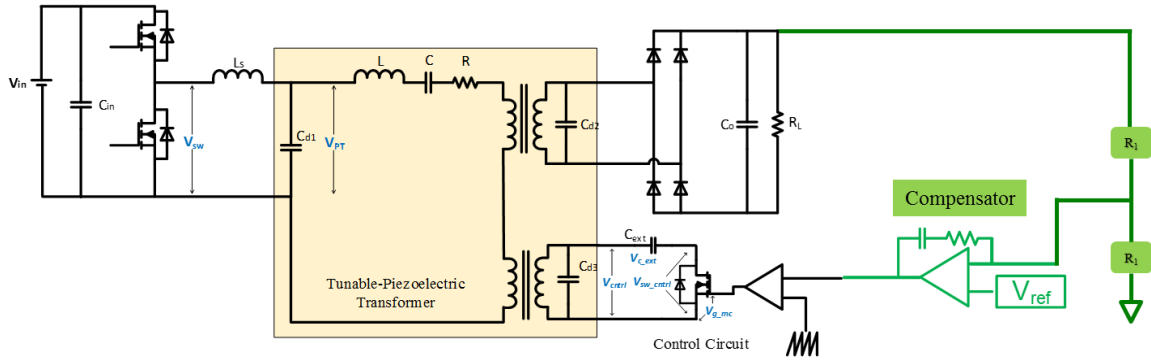 Vin
Cin
Vsw
Ls
Cd1
VPT
L
C
R
Cd2
Co
RL
R1
Compensator
R1
Vref
Cext
Cd3
Vc_ext
Vcntrl
Vsw_cntrl
Vg_mc
Tunable-Piezoelectric
Transformer
Control Circuit